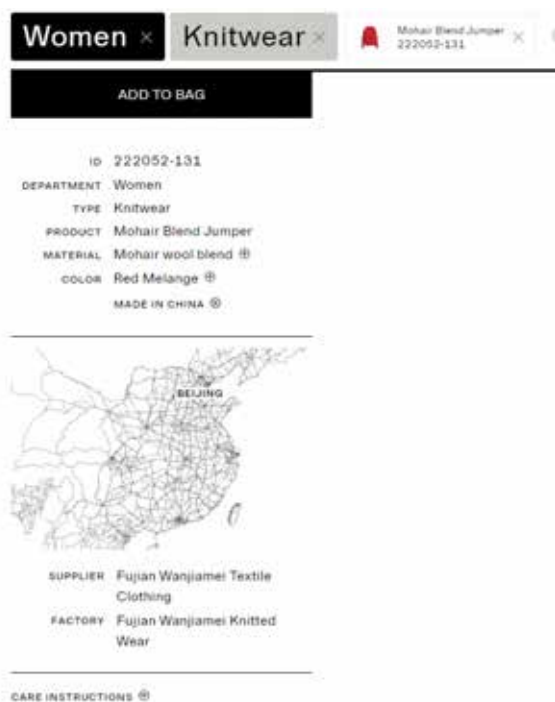 Women ×
Knitwear ×
Mohair Blend Jumper ×
222052-131
ADD TO BAG
ID 222052-131
DEPARTMENT Women
TYPE Knitwear
PRODUCT Mohair Blend Jumper
MATERIAL Mohair wool blend ⊕
COLOR Red Melange ⊕
MADE IN CHINA ⊗
BEIJING
SUPPLIER Fujian Wanjiamei Textile
Clothing
FACTORY Fujian Wanjiamei Knitted
Wear
CARE INSTRUCTIONS ⊕